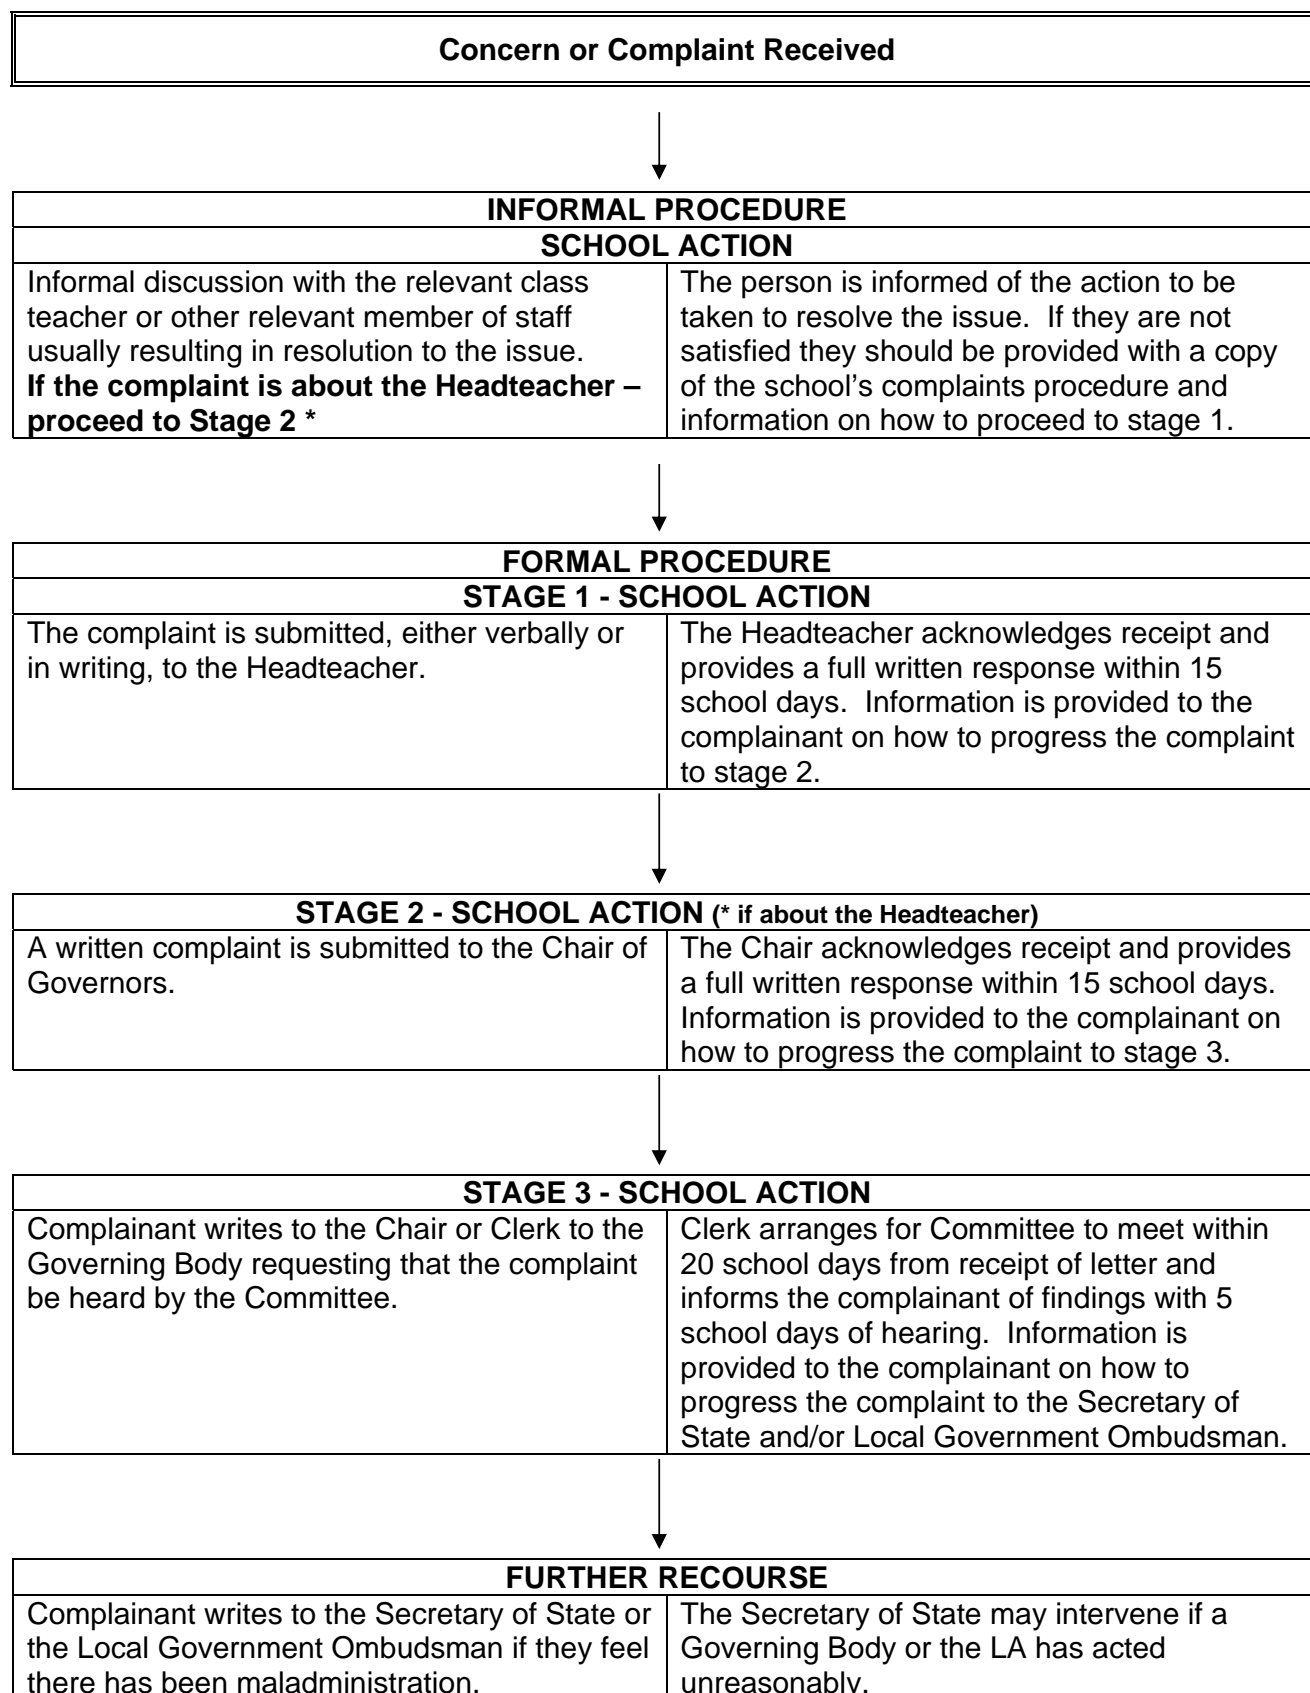 Concern or Complaint Received
INFORMAL PROCEDURE
SCHOOL ACTION
Informal discussion with the relevant class
teacher or other relevant member of staff
usually resulting in resolution to the issue.
If the complaint is about the Headteacher –
proceed to Stage 2 *
The person is informed of the action to be
taken to resolve the issue.  If they are not
satisfied they should be provided with a copy
of the school’s complaints procedure and
information on how to proceed to stage 1.
FORMAL PROCEDURE
STAGE 1 - SCHOOL ACTION
The complaint is submitted, either verbally or
in writing, to the Headteacher.
The Headteacher acknowledges receipt and
provides a full written response within 15
school days.  Information is provided to the
complainant on how to progress the complaint
to stage 2.
STAGE 2 - SCHOOL ACTION (* if about the Headteacher)
A written complaint is submitted to the Chair of
Governors.
The Chair acknowledges receipt and provides
a full written response within 15 school days.
Information is provided to the complainant on
how to progress the complaint to stage 3.
STAGE 3 - SCHOOL ACTION
Complainant writes to the Chair or Clerk to the
Governing Body requesting that the complaint
be heard by the Committee.
Clerk arranges for Committee to meet within
20 school days from receipt of letter and
informs the complainant of findings with 5
school days of hearing.  Information is
provided to the complainant on how to
progress the complaint to the Secretary of
State and/or Local Government Ombudsman.
FURTHER RECOURSE
Complainant writes to the Secretary of State or
the Local Government Ombudsman if they feel
there has been maladministration.
The Secretary of State may intervene if a
Governing Body or the LA has acted
unreasonably.